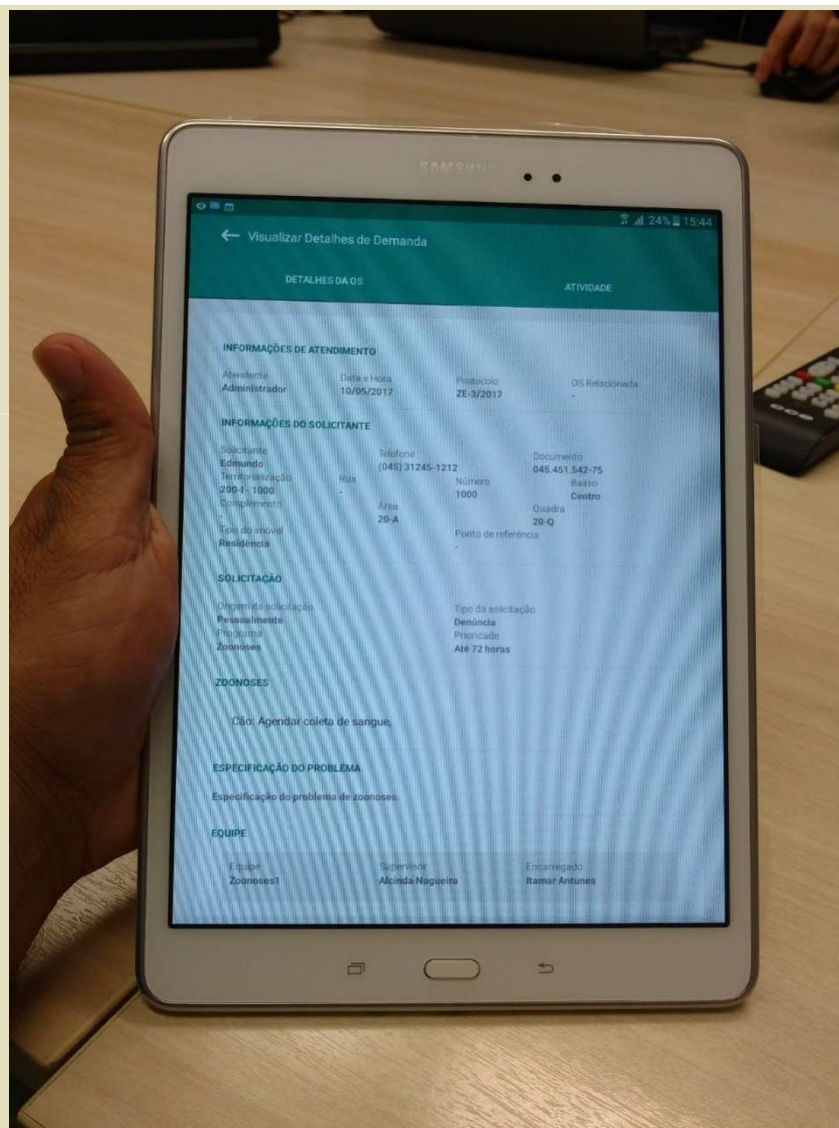 SAMSUNG
24% 15:44
Visualizar Detalhes de Demanda
DETALHES DA OS ATIVIDADE
INFORMAÇÕES DE ATENDIMENTO
Atendente Data e Hora Protocolo OS Relacionada
Administrador 10/05/2017 ZE-3/2017 -
INFORMAÇÕES DO SOLICITANTE
Solicitante Telefone Documento
Edmundo (045) 31245-1212 045.451.542-75
Territorialização Rua Número Bairro
200-I - 1000 - 1000 Centro
Complemento Área Quadra
- 20-A 20-Q
Tipo do imóvel Ponto de referência
Residência -
SOLICITAÇÃO
Origem da solicitação Tipo da solicitação
Pessoalmente Denúncia
Programa Prioridade
Zoonoses Até 72 horas
ZOONOSES
Cão: Agendar coleta de sangue.
ESPECIFICAÇÃO DO PROBLEMA
Especificação do problema de zoonoses.
EQUIPE
Equipe Supervisor Encarregado
Zoonoses1 Alcinda Nogueira Itamar Antunes